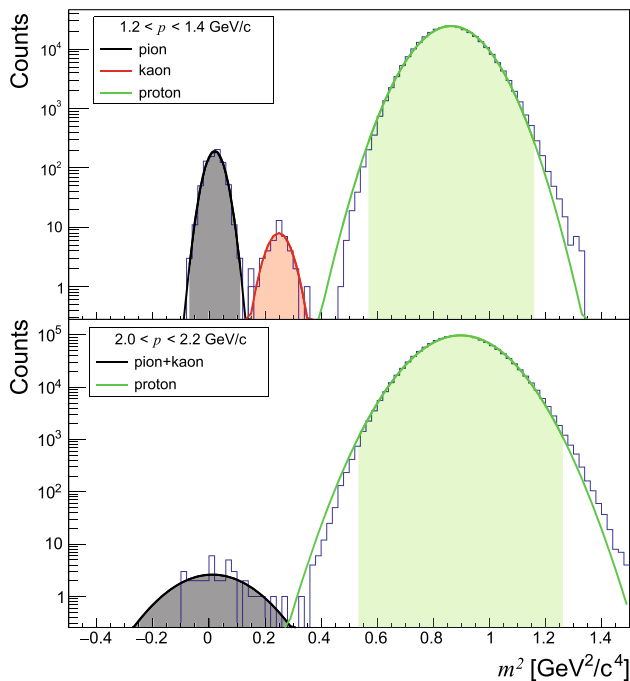 Counts
1.2 < p < 1.4 GeV/c
pion
kaon
proton
10⁴
10³
10²
10
1
Counts
2.0 < p < 2.2 GeV/c
pion+kaon
proton
10⁵
10⁴
10³
10²
10
1
−0.4 −0.2 0 0.2 0.4 0.6 0.8 1 1.2 1.4
m² [GeV²/c⁴]